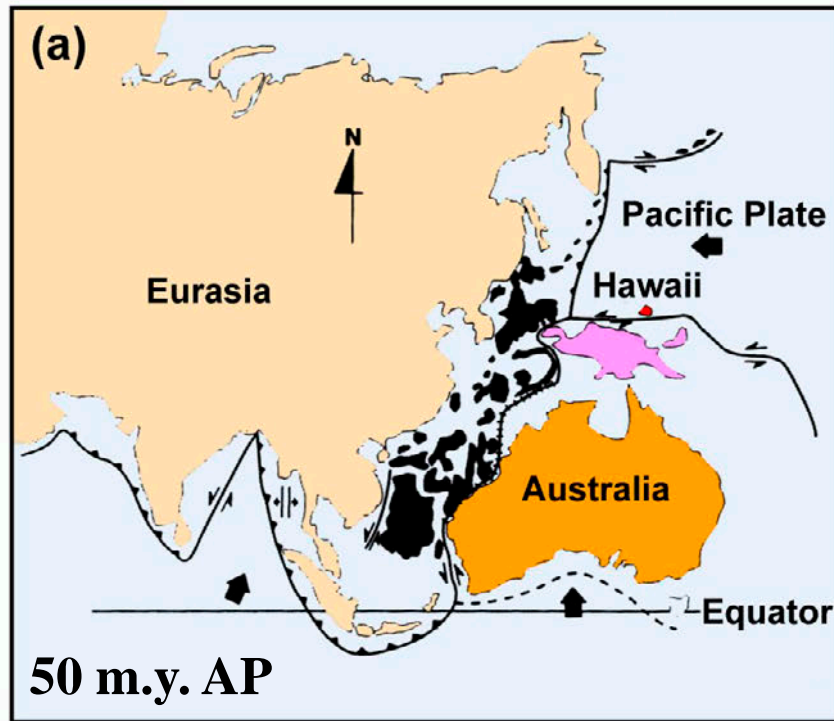 (a)
N
Pacific Plate
Eurasia
Hawaii
Australia
Equator
50 m.y. AP